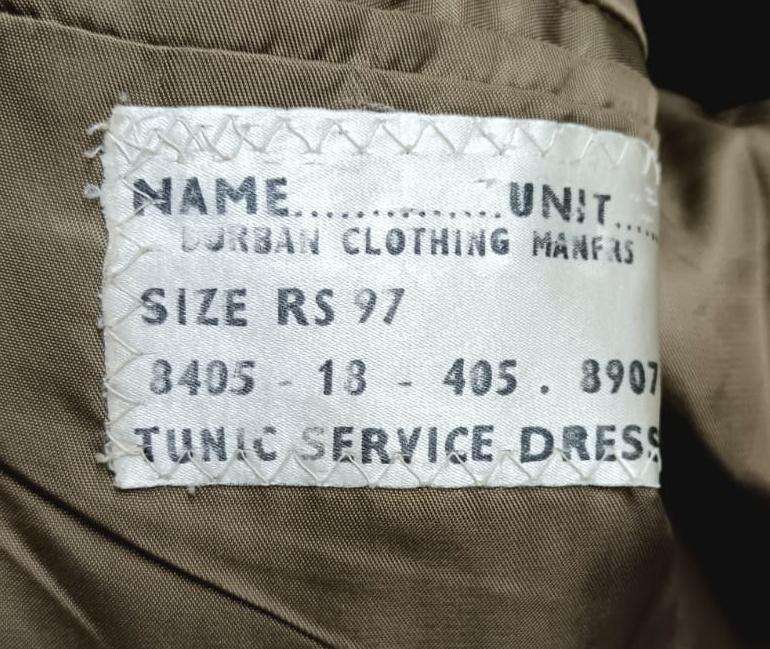 NAME..............UNIT.....
DURBAN CLOTHING MANFRS
SIZE RS 97
8405 - 18 - 405 . 8907
TUNIC SERVICE DRESS